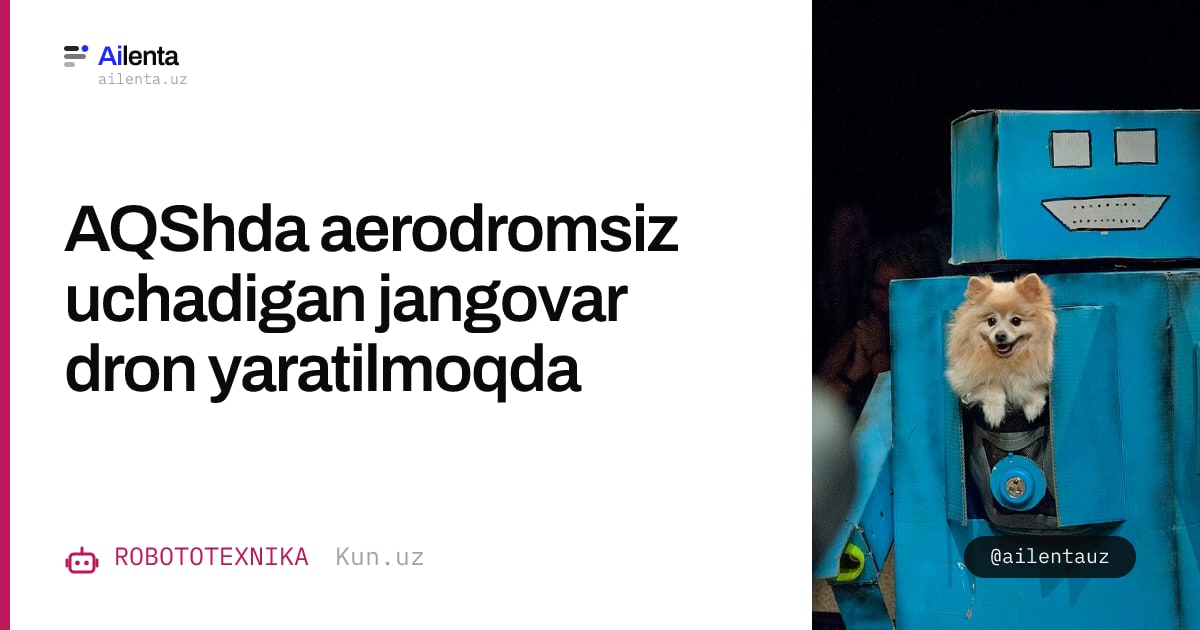 Ailenta
ailenta.uz
AQShda aerodromsiz
uchadigan jangovar
dron yaratilmoqda
ROBOTOTEXNIKA Kun.uz
@ailentauz